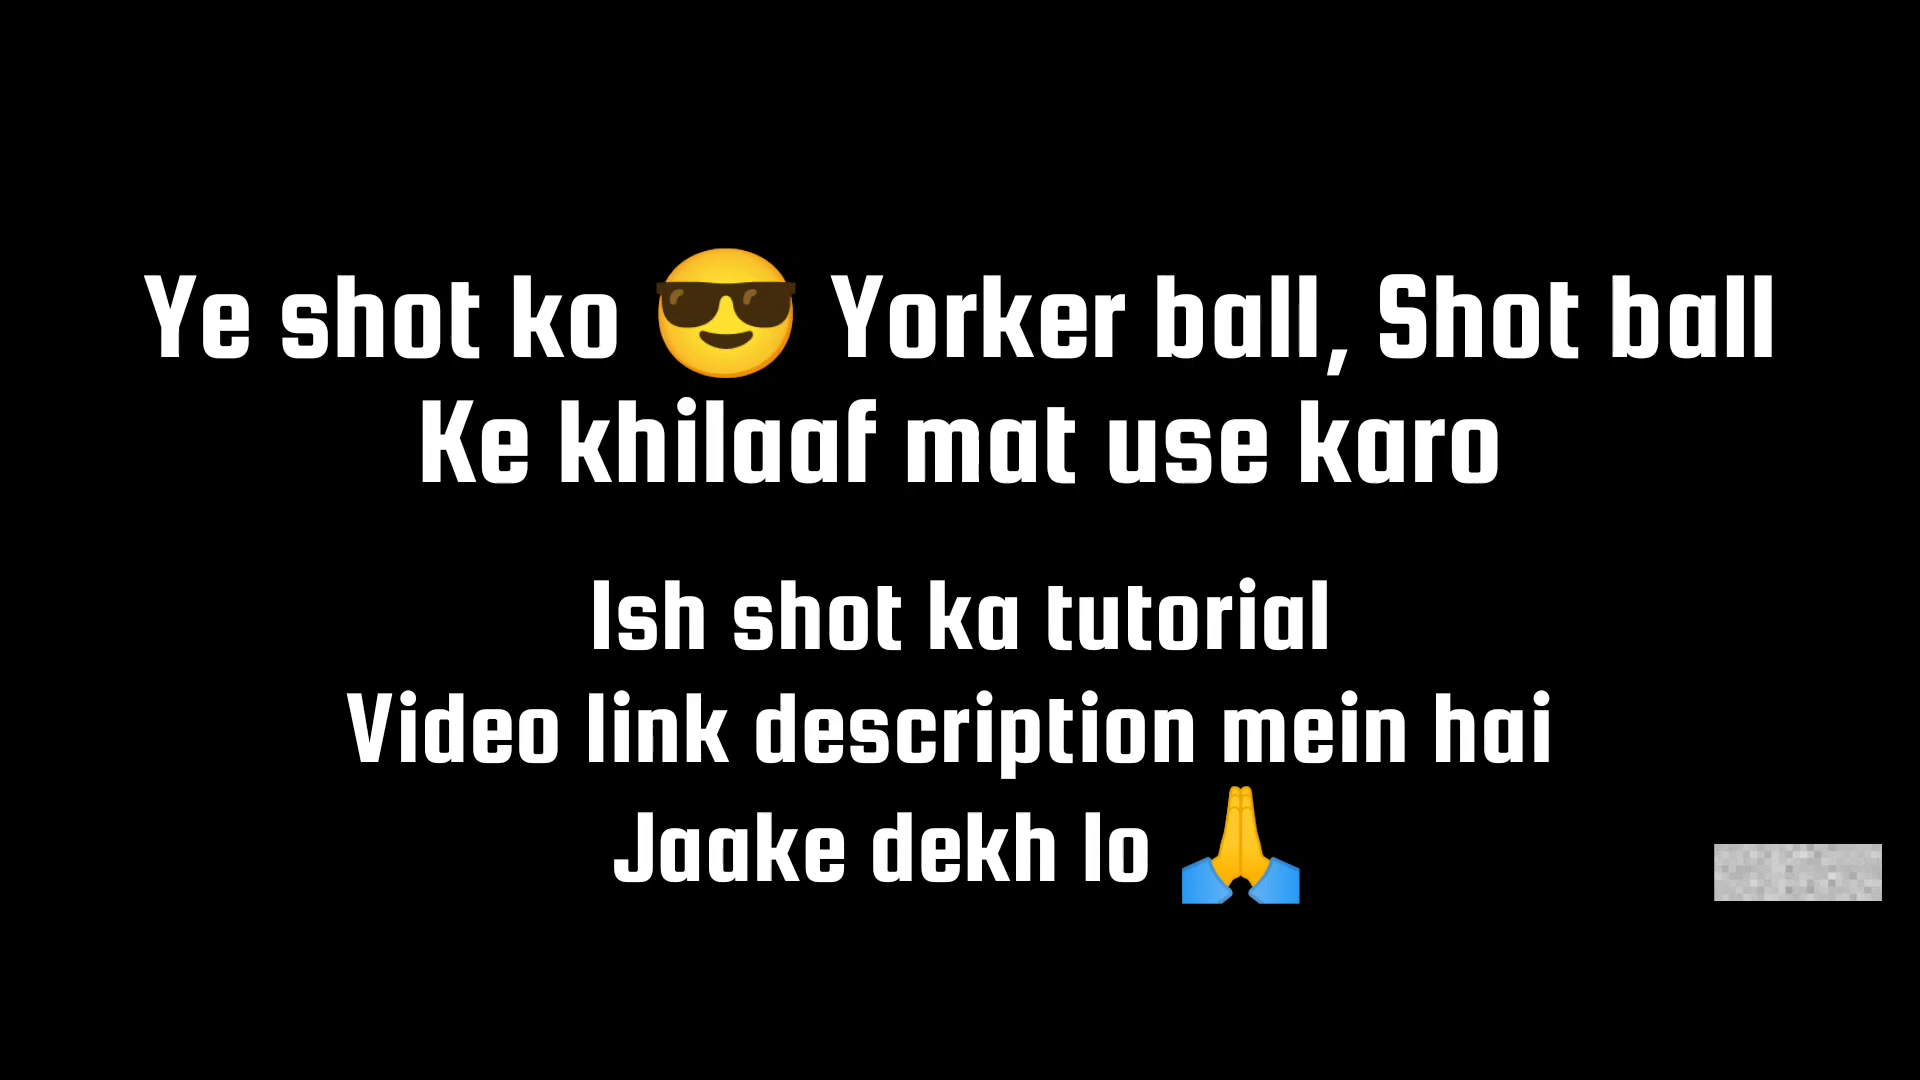 Ye shot ko 😎 Yorker ball, Shot ball
Ke khilaaf mat use karo
Ish shot ka tutorial
Video link description mein hai
Jaake dekh lo 🙏